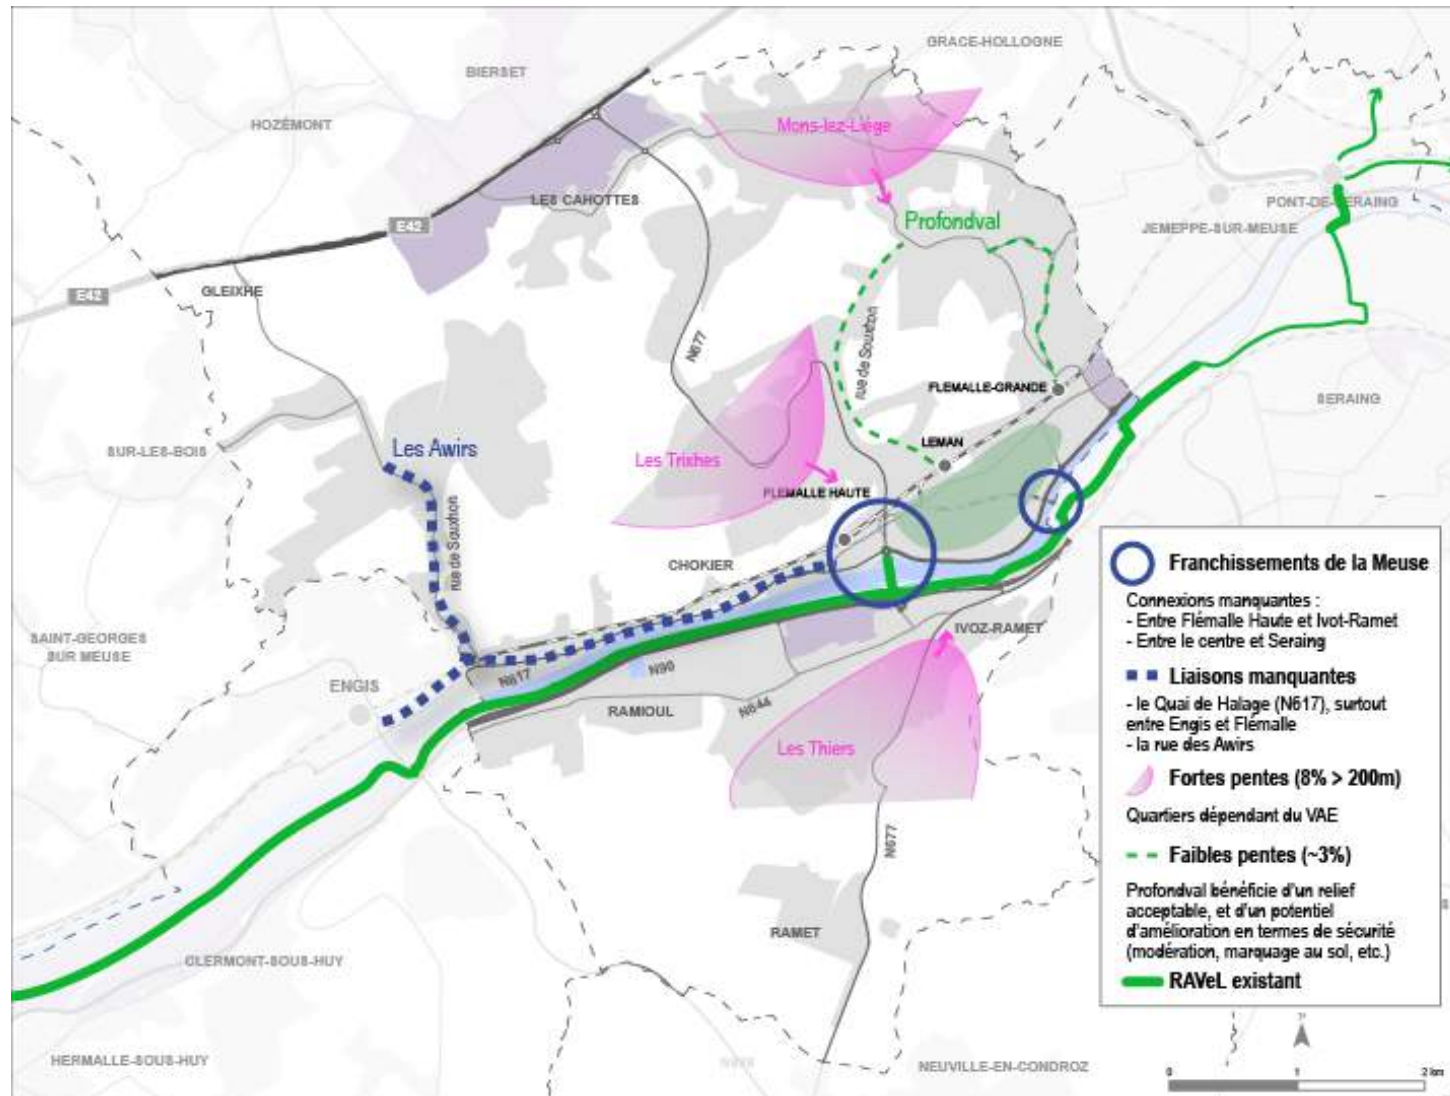 GRACE-HOLLOGNE
BIERSET
HOZÉMONT
Mons-lez-Liége
LES CAHOTTES
Profondval
PONT-DE-SERAING
JEMEPPE-SUR-MEUSE
E42
E42
GLEIXHE
N677
rue de Souxhon
FLEMALLE-GRANDE
SERAING
Les Awirs
SUR-LES-BOIS
Les Trixhes
LEMAN
FLEMALLE HAUTE
rue de Souxhon
CHOKIER
SAINT-GEORGES
SUR MEUSE
IVOZ-RAMET
ENGIS
N617
N90
RAMIOUL
N644
Les Thiers
N677
RAMET
CLERMONT-SOUS-HUY
HERMALLE-SOUS-HUY
NEUVILLE-EN-CONDROZ
Franchissements de la Meuse
Connexions manquantes :
- Entre Flémalle Haute et Ivot-Ramet
- Entre le centre et Seraing
Liaisons manquantes
- le Quai de Halage (N617), surtout
entre Engis et Flémalle
- la rue des Awirs
Fortes pentes (8% > 200m)
Quartiers dépendant du VAE
Faibles pentes (~3%)
Profondval bénéficie d'un relief
acceptable, et d'un potentiel
d'amélioration en termes de sécurité
(modération, marquage au sol, etc.)
RAVeL existant
0 1 2 km